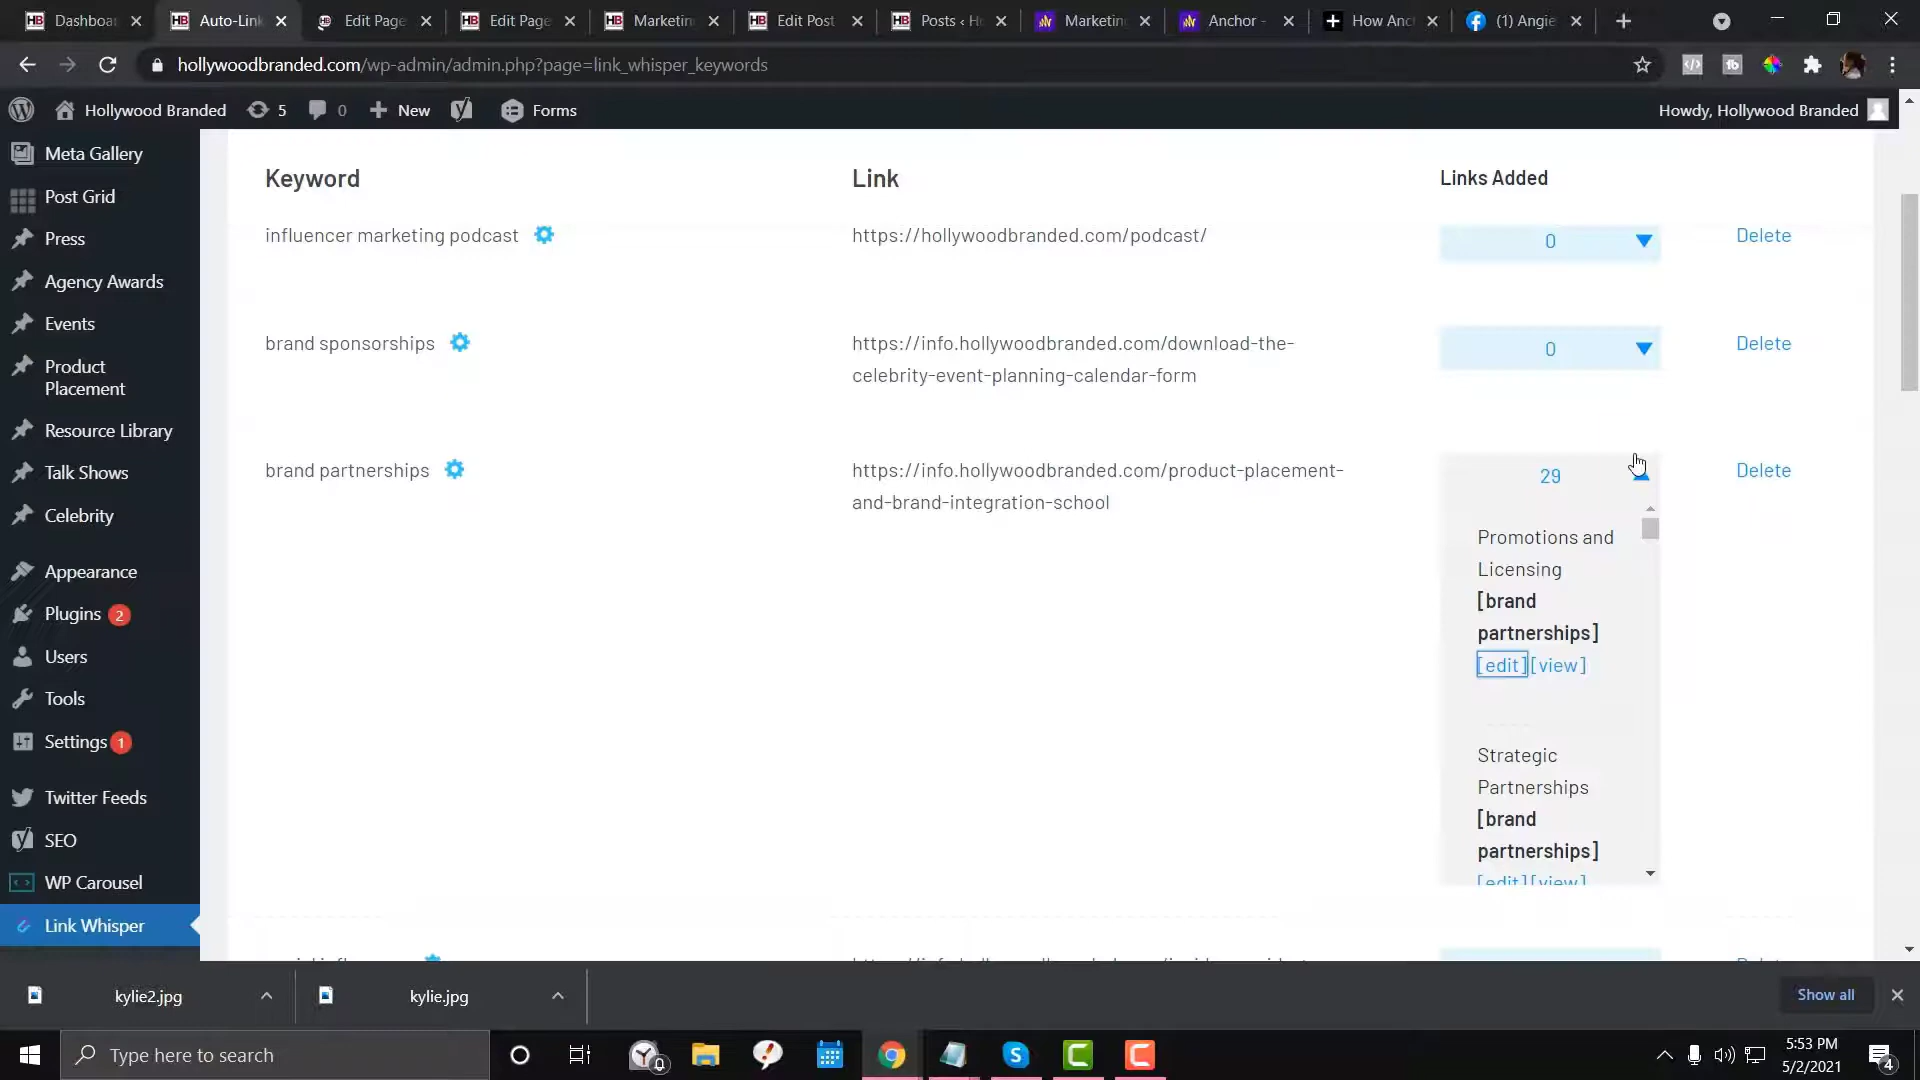 Dashboa
Auto-Link
Edit Page
Edit Page
Marketin
Edit Post
Posts ‹ H
Marketin
Anchor -
How Anc
(1) Angie
hollywoodbranded.com/wp-admin/admin.php?page=link_whisper_keywords
Hollywood Branded 5 0 New Forms
Howdy, Hollywood Branded
Meta Gallery
Post Grid
Press
Agency Awards
Events
Product
Placement
Resource Library
Talk Shows
Celebrity
Appearance
Plugins 2
Users
Tools
Settings 1
Twitter Feeds
SEO
WP Carousel
Link Whisper
Keyword Link Links Added
influencer marketing podcast https://hollywoodbranded.com/podcast/ 0 Delete
brand sponsorships https://info.hollywoodbranded.com/download-the-
celebrity-event-planning-calendar-form 0 Delete
brand partnerships https://info.hollywoodbranded.com/product-placement-
and-brand-integration-school 29 Delete
Promotions and
Licensing
[brand
partnerships]
[edit][view]
Strategic
Partnerships
[brand
partnerships]
[edit][view]
kylie2.jpg
kylie.jpg
Show all
Type here to search
5:53 PM
5/2/2021
4